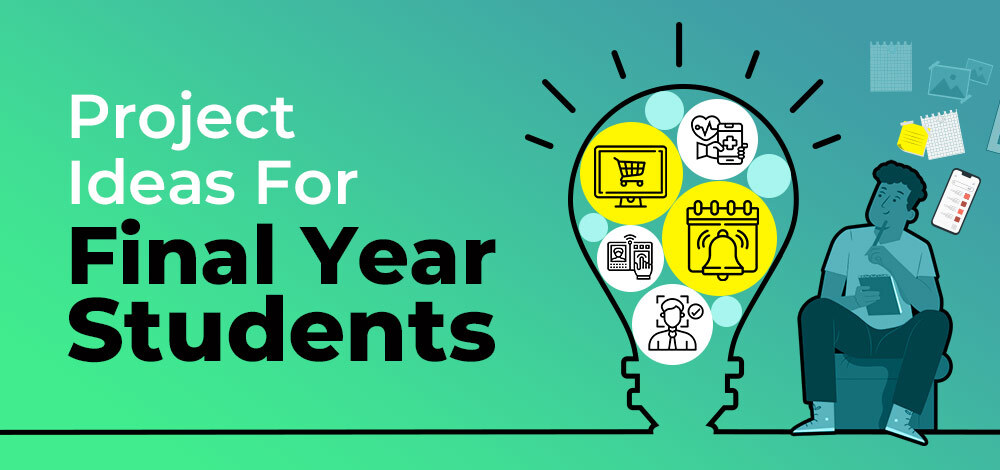 Project
Ideas For
Final Year
Students